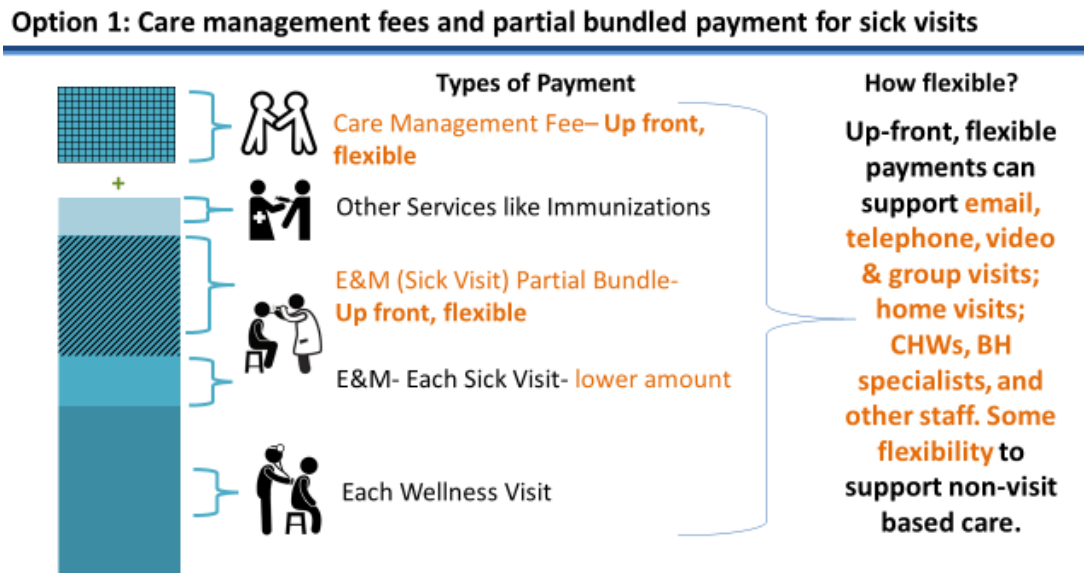 Option 1: Care management fees and partial bundled payment for sick visits
Types of Payment
Care Management Fee– Up front,
flexible
+
Other Services like Immunizations
E&M (Sick Visit) Partial Bundle-
Up front, flexible
E&M- Each Sick Visit- lower amount
Each Wellness Visit
How flexible?
Up-front, flexible
payments can
support email,
telephone, video
& group visits;
home visits;
CHWs, BH
specialists, and
other staff. Some
flexibility to
support non-visit
based care.